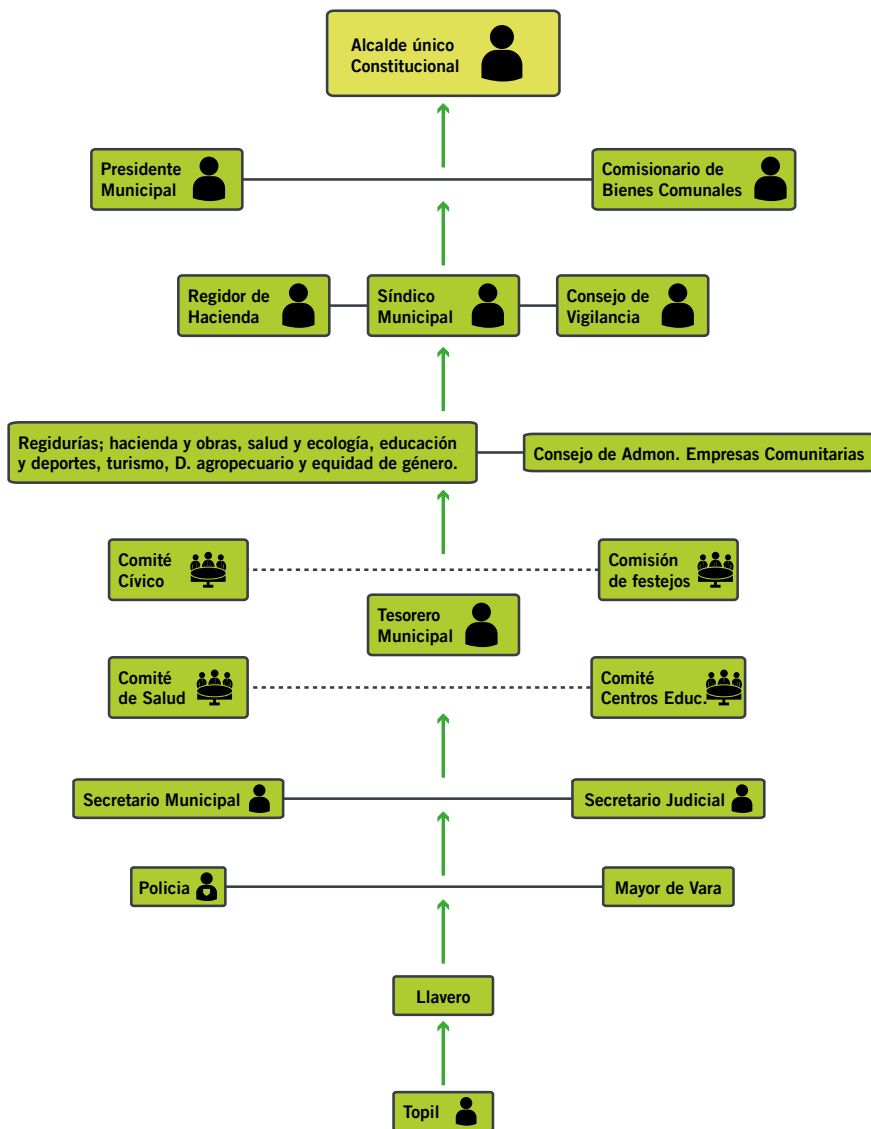 Alcalde único
Constitucional
Presidente
Municipal
Comisionario de
Bienes Comunales
Regidor de
Hacienda
Síndico
Municipal
Consejo de
Vigilancia
Regidurías; hacienda y obras, salud y ecología, educación
y deportes, turismo, D. agropecuario y equidad de género.
Consejo de Admon. Empresas Comunitarias
Comité
Cívico
Comisión
de festejos
Tesorero
Municipal
Comité
de Salud
Comité
Centros Educ.
Secretario Municipal
Secretario Judicial
Policia
Mayor de Vara
Llavero
Topil